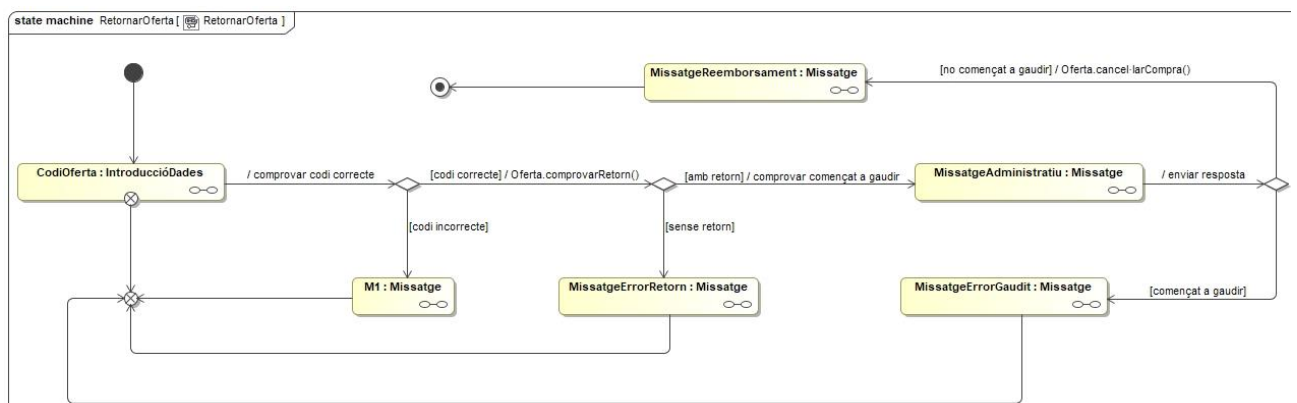 state machine RetornarOferta [ RetornarOferta ]
MissatgeReemborsament : Missatge
[no començat a gaudir] / Oferta.cancel·larCompra()
CodiOferta : IntroduccióDades
/ comprovar codi correcte
[codi correcte] / Oferta.comprovarRetorn()
[amb retorn] / comprovar començat a gaudir
MissatgeAdministratiu : Missatge
/ enviar resposta
[codi incorrecte]
[sense retorn]
M1 : Missatge
MissatgeErrorRetorn : Missatge
MissatgeErrorGaudit : Missatge
[començat a gaudir]